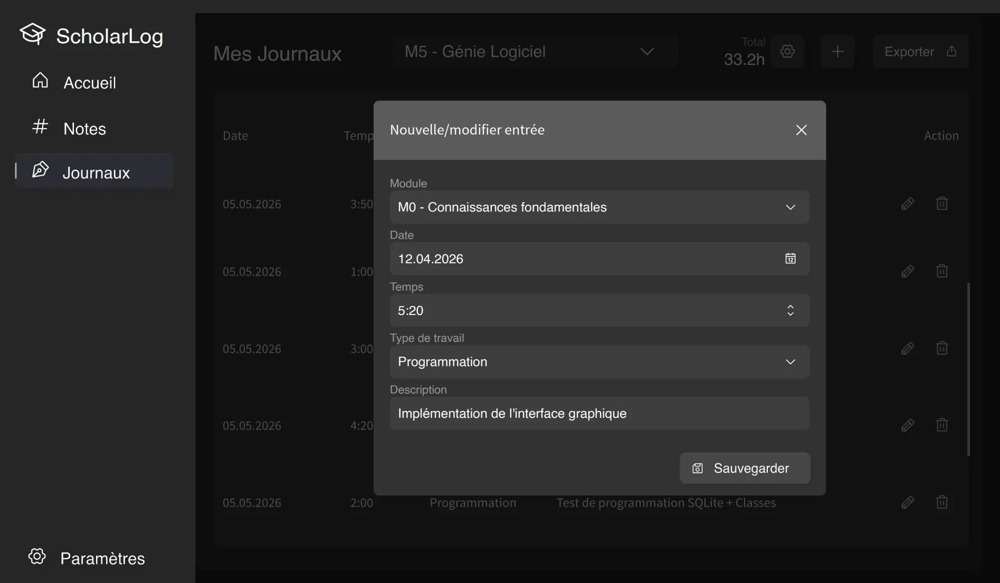 ScholarLog
Accueil
Notes
Journaux
Paramètres
Mes Journaux
M5 - Génie Logiciel
Total
33.2h
Exporter
Date
Temp
Action
05.05.2026
3:50
05.05.2026
1:00
05.05.2026
3:00
05.05.2026
4:20
05.05.2026
2:00
Programmation
Test de programmation SQLite + Classes
Nouvelle/modifier entrée
Module
M0 - Connaissances fondamentales
Date
12.04.2026
12
Temps
5:20
Type de travail
Programmation
Description
Implémentation de l'interface graphique
Sauvegarder